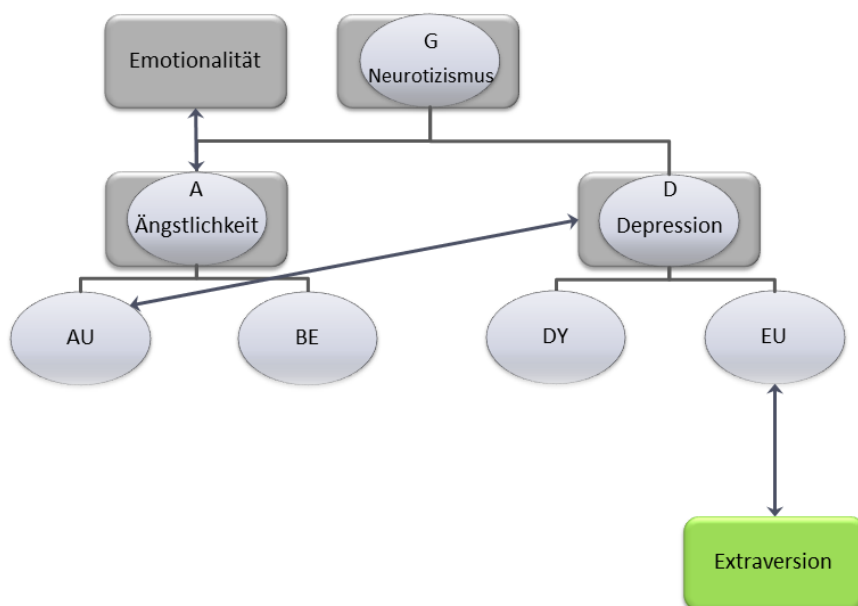 Emotionalität
G
Neurotizismus
A
Ängstlichkeit
D
Depression
AU
BE
DY
EU
Extraversion